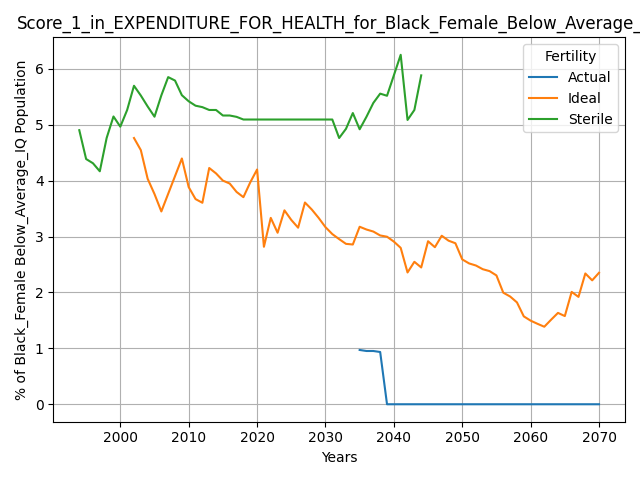 Score_1_in_EXPENDITURE_FOR_HEALTH_for_Black_Female_Below_Average_
% of Black_Female Below_Average_IQ Population
6
5
4
3
2
1
0
Fertility
Actual
Ideal
Sterile
2000 2010 2020 2030 2040 2050 2060 2070
Years